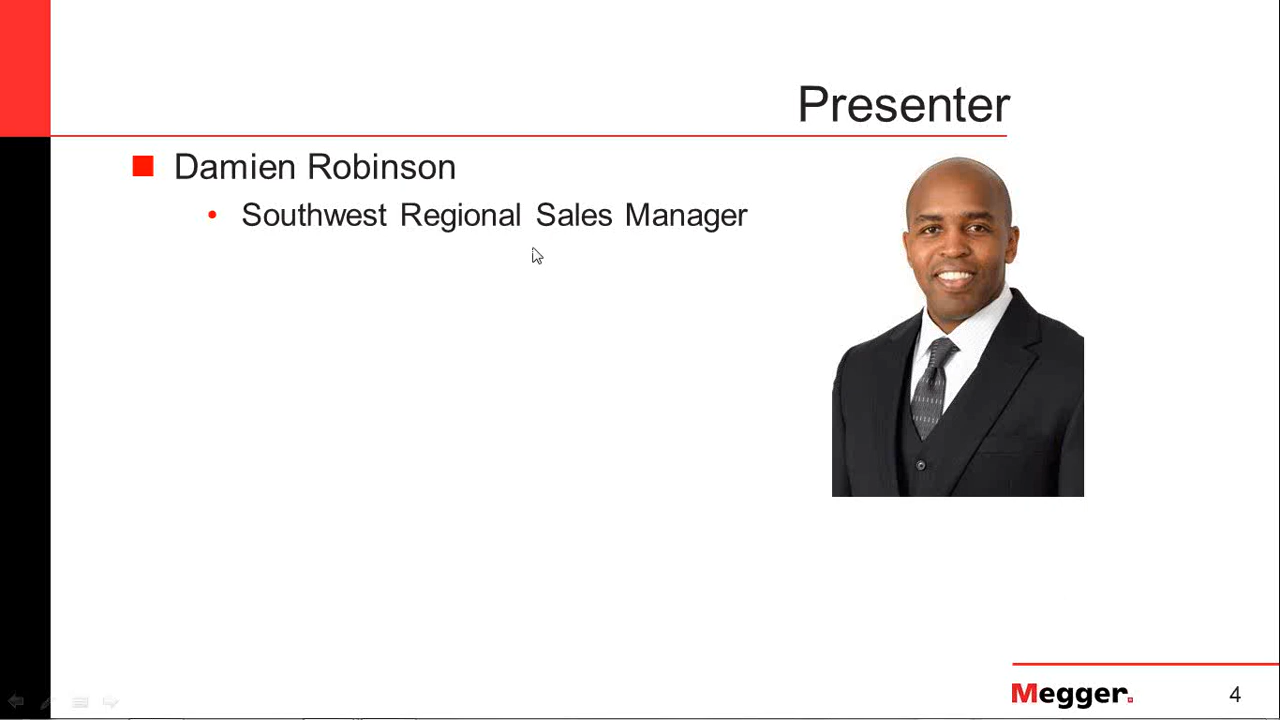 Presenter
Damien Robinson
Southwest Regional Sales Manager
Megger.
4